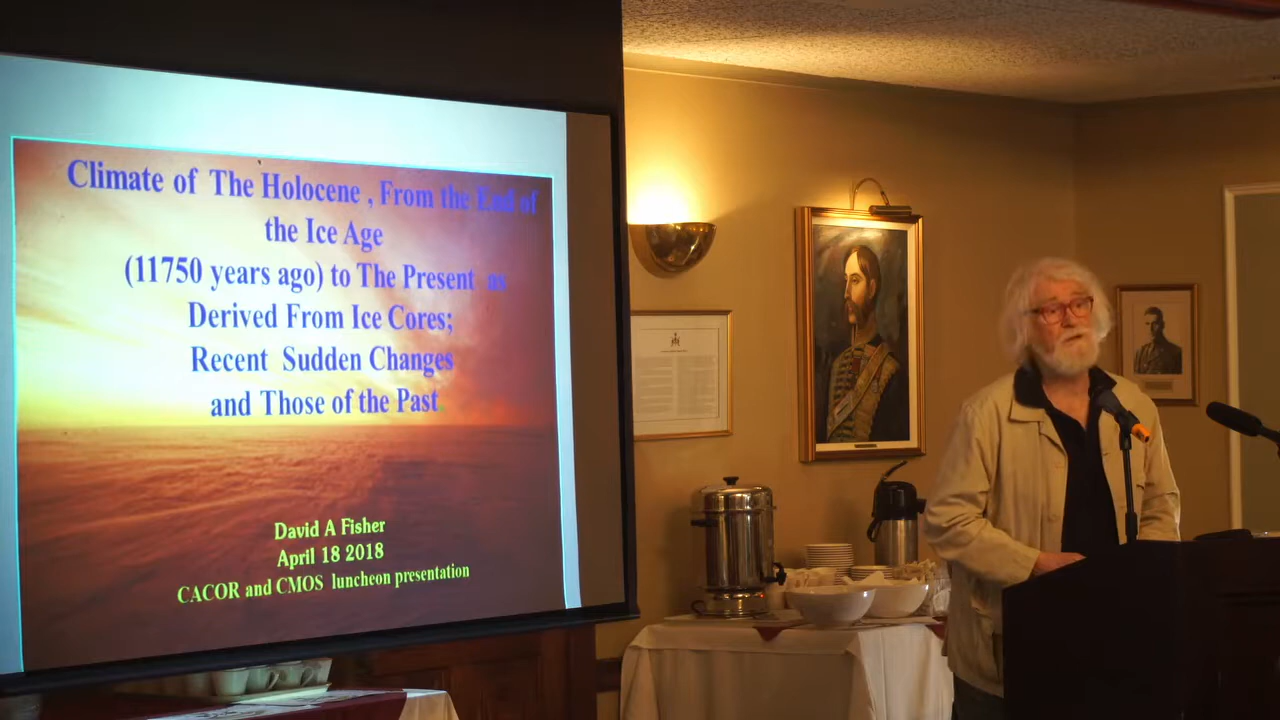 Climate of The Holocene , From the End of
the Ice Age
(11750 years ago) to The Present as
Derived From Ice Cores;
Recent Sudden Changes
and Those of the Past
David A Fisher
April 18 2018
CACOR and CMOS luncheon presentation